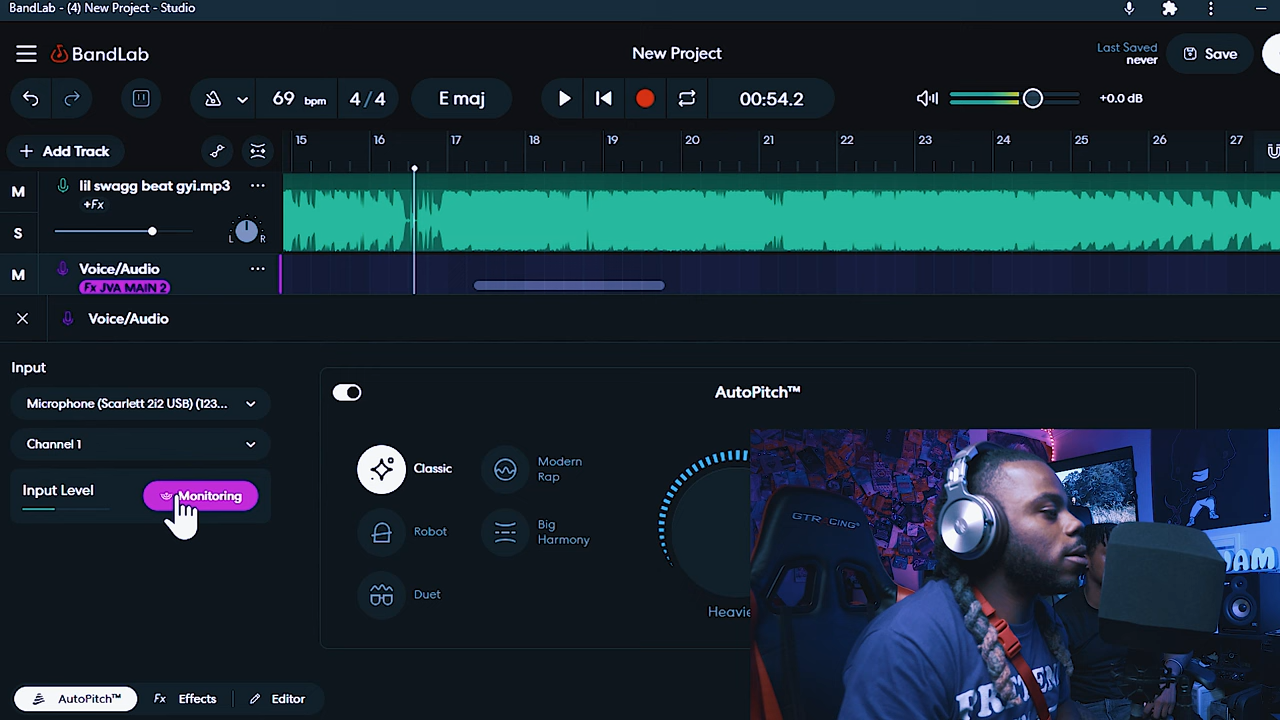 BandLab - (4) New Project - Studio
BandLab
New Project
Last Saved
never
Save
69 bpm
4/4
E maj
00:54.2
+0.0 dB
Add Track
15 16 17 18 19 20 21 22 23 24 25 26 27
M
lil swagg beat gyi.mp3
+Fx
S
L R
M
Voice/Audio
Fx JVA MAIN 2
Voice/Audio
Input
Microphone (Scarlett 2i2 USB) (123...
Channel 1
Input Level
Monitoring
AutoPitch™
Classic
Modern
Rap
Robot
Big
Harmony
Duet
Heavie
GTR
CING
AutoPitch™
Fx Effects
Editor